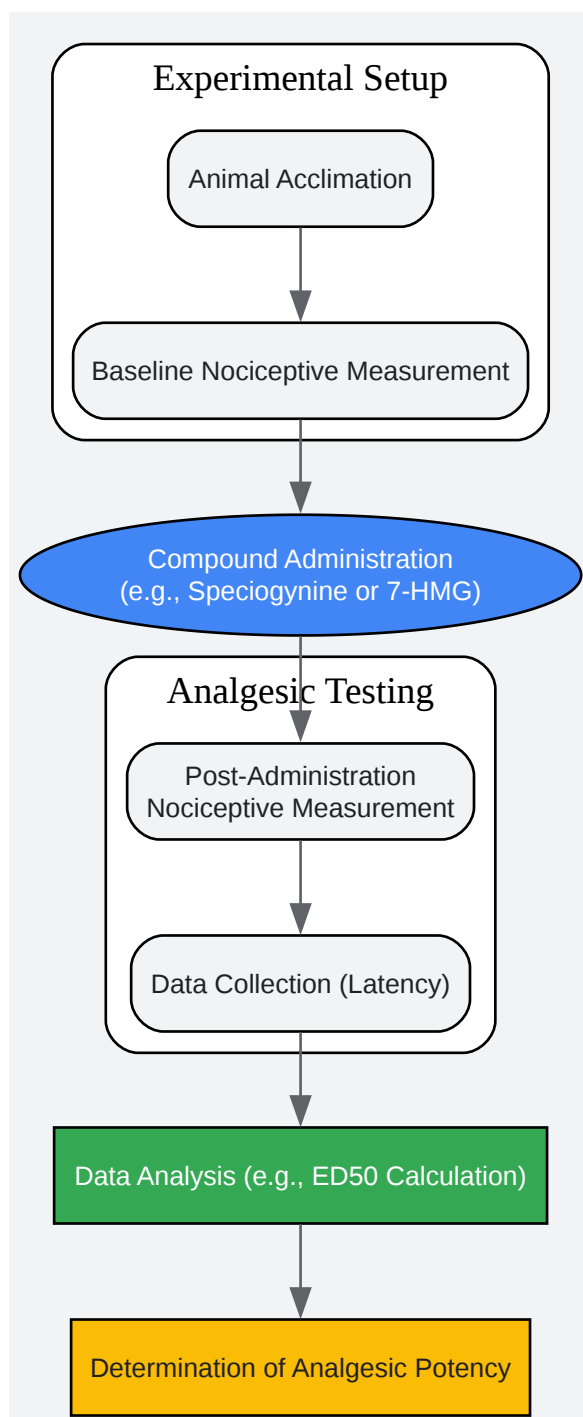 Experimental Setup
Animal Acclimation
Baseline Nociceptive Measurement
Compound Administration
(e.g., Speciogynine or 7-HMG)
Analgesic Testing
Post-Administration
Nociceptive Measurement
Data Collection (Latency)
Data Analysis (e.g., ED50 Calculation)
Determination of Analgesic Potency